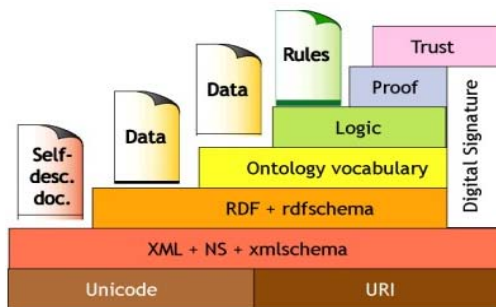 Trust
Rules
Proof
Data
Logic
Data
Self-
desc.
doc.
Ontology vocabulary
Digital Signature
RDF + rdfschema
XML + NS + xmlschema
Unicode
URI